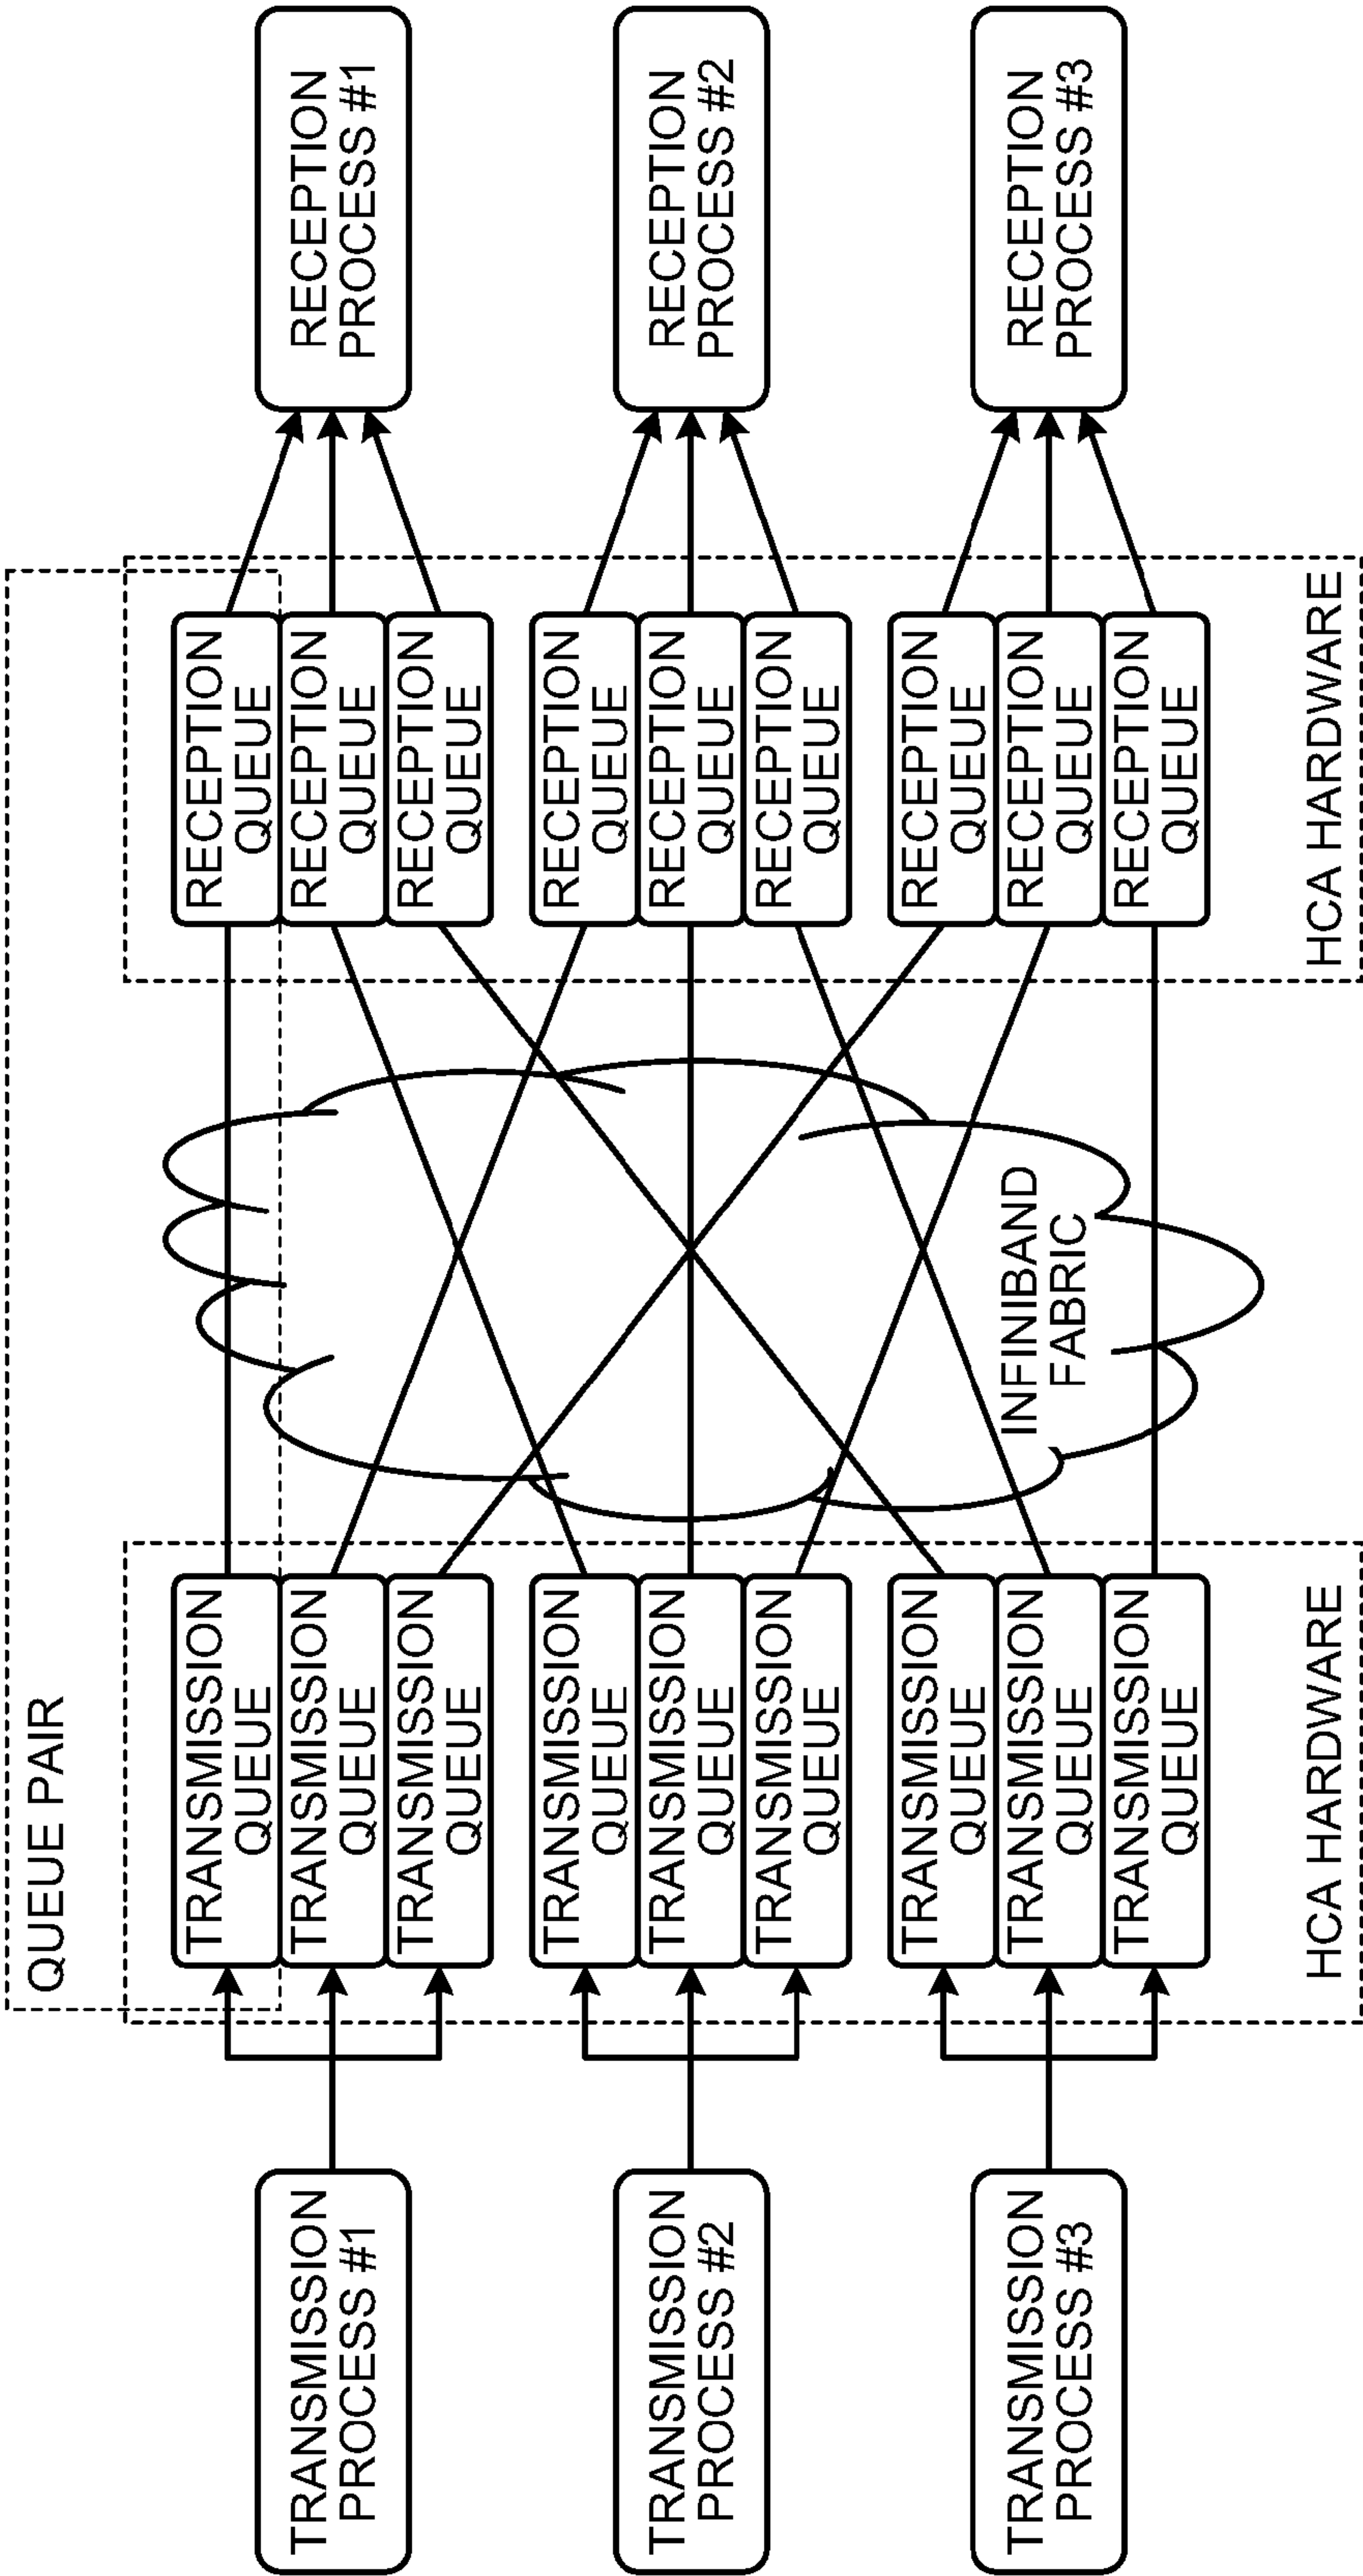 QUEUE PAIR
TRANSMISSION
PROCESS #1
TRANSMISSION
QUEUE
TRANSMISSION
QUEUE
TRANSMISSION
QUEUE
RECEPTION
QUEUE
RECEPTION
QUEUE
RECEPTION
QUEUE
RECEPTION
PROCESS #1
TRANSMISSION
PROCESS #2
TRANSMISSION
QUEUE
TRANSMISSION
QUEUE
TRANSMISSION
QUEUE
RECEPTION
QUEUE
RECEPTION
QUEUE
RECEPTION
QUEUE
RECEPTION
PROCESS #2
TRANSMISSION
PROCESS #3
TRANSMISSION
QUEUE
TRANSMISSION
QUEUE
TRANSMISSION
QUEUE
INFINIBAND
FABRIC
RECEPTION
QUEUE
RECEPTION
QUEUE
RECEPTION
QUEUE
RECEPTION
PROCESS #3
HCA HARDWARE
HCA HARDWARE